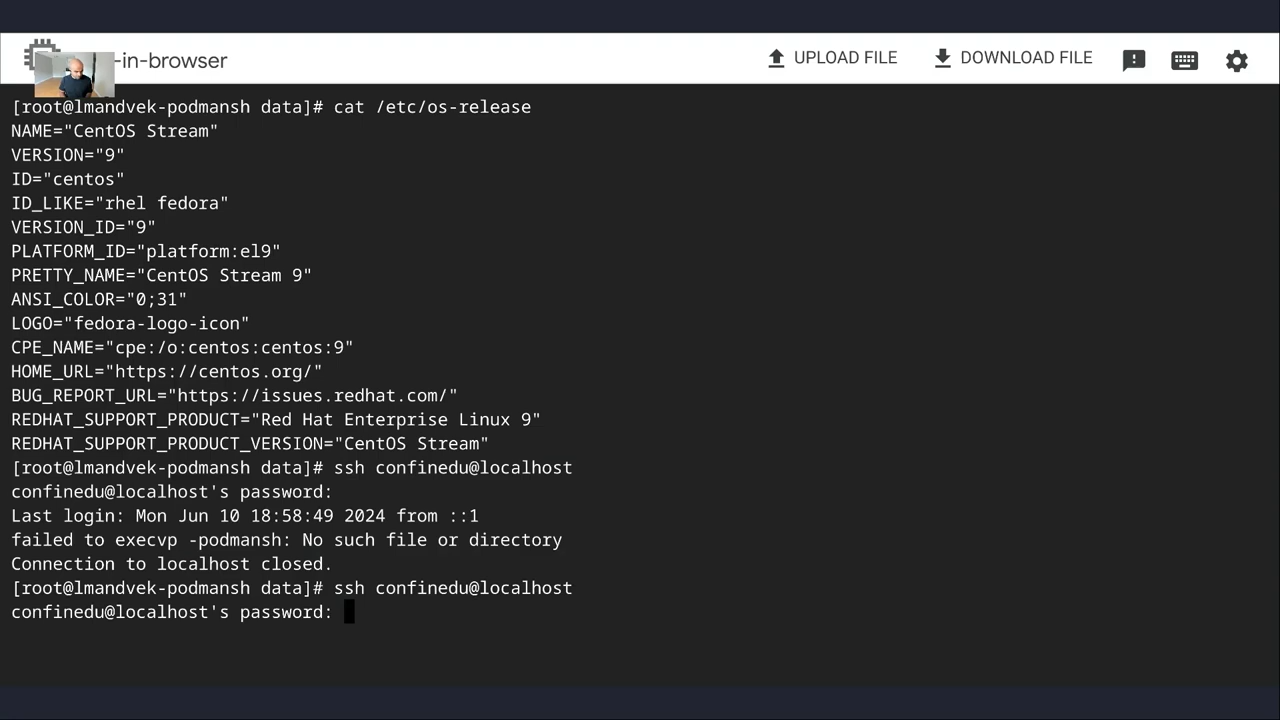 -in-browser
UPLOAD FILE
DOWNLOAD FILE
[root@lmandvek-podmansh data]# cat /etc/os-release
NAME="CentOS Stream"
VERSION="9"
ID="centos"
ID_LIKE="rhel fedora"
VERSION_ID="9"
PLATFORM_ID="platform:el9"
PRETTY_NAME="CentOS Stream 9"
ANSI_COLOR="0;31"
LOGO="fedora-logo-icon"
CPE_NAME="cpe:/o:centos:centos:9"
HOME_URL="https://centos.org/"
BUG_REPORT_URL="https://issues.redhat.com/"
REDHAT_SUPPORT_PRODUCT="Red Hat Enterprise Linux 9"
REDHAT_SUPPORT_PRODUCT_VERSION="CentOS Stream"
[root@lmandvek-podmansh data]# ssh confinedu@localhost
confinedu@localhost's password:
Last login: Mon Jun 10 18:58:49 2024 from ::1
failed to execvp -podmansh: No such file or directory
Connection to localhost closed.
[root@lmandvek-podmansh data]# ssh confinedu@localhost
confinedu@localhost's password: